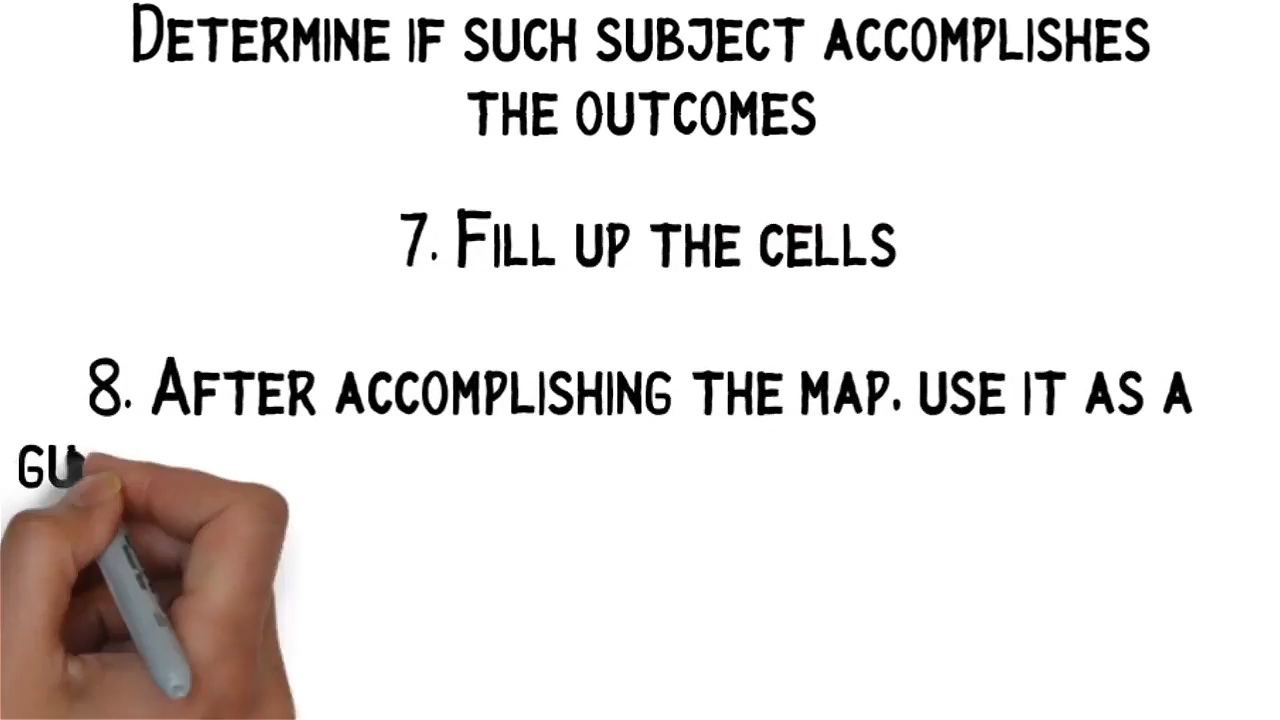 Determine if such subject accomplishes
the outcomes
7. Fill up the cells
8. After accomplishing the map, use it as a